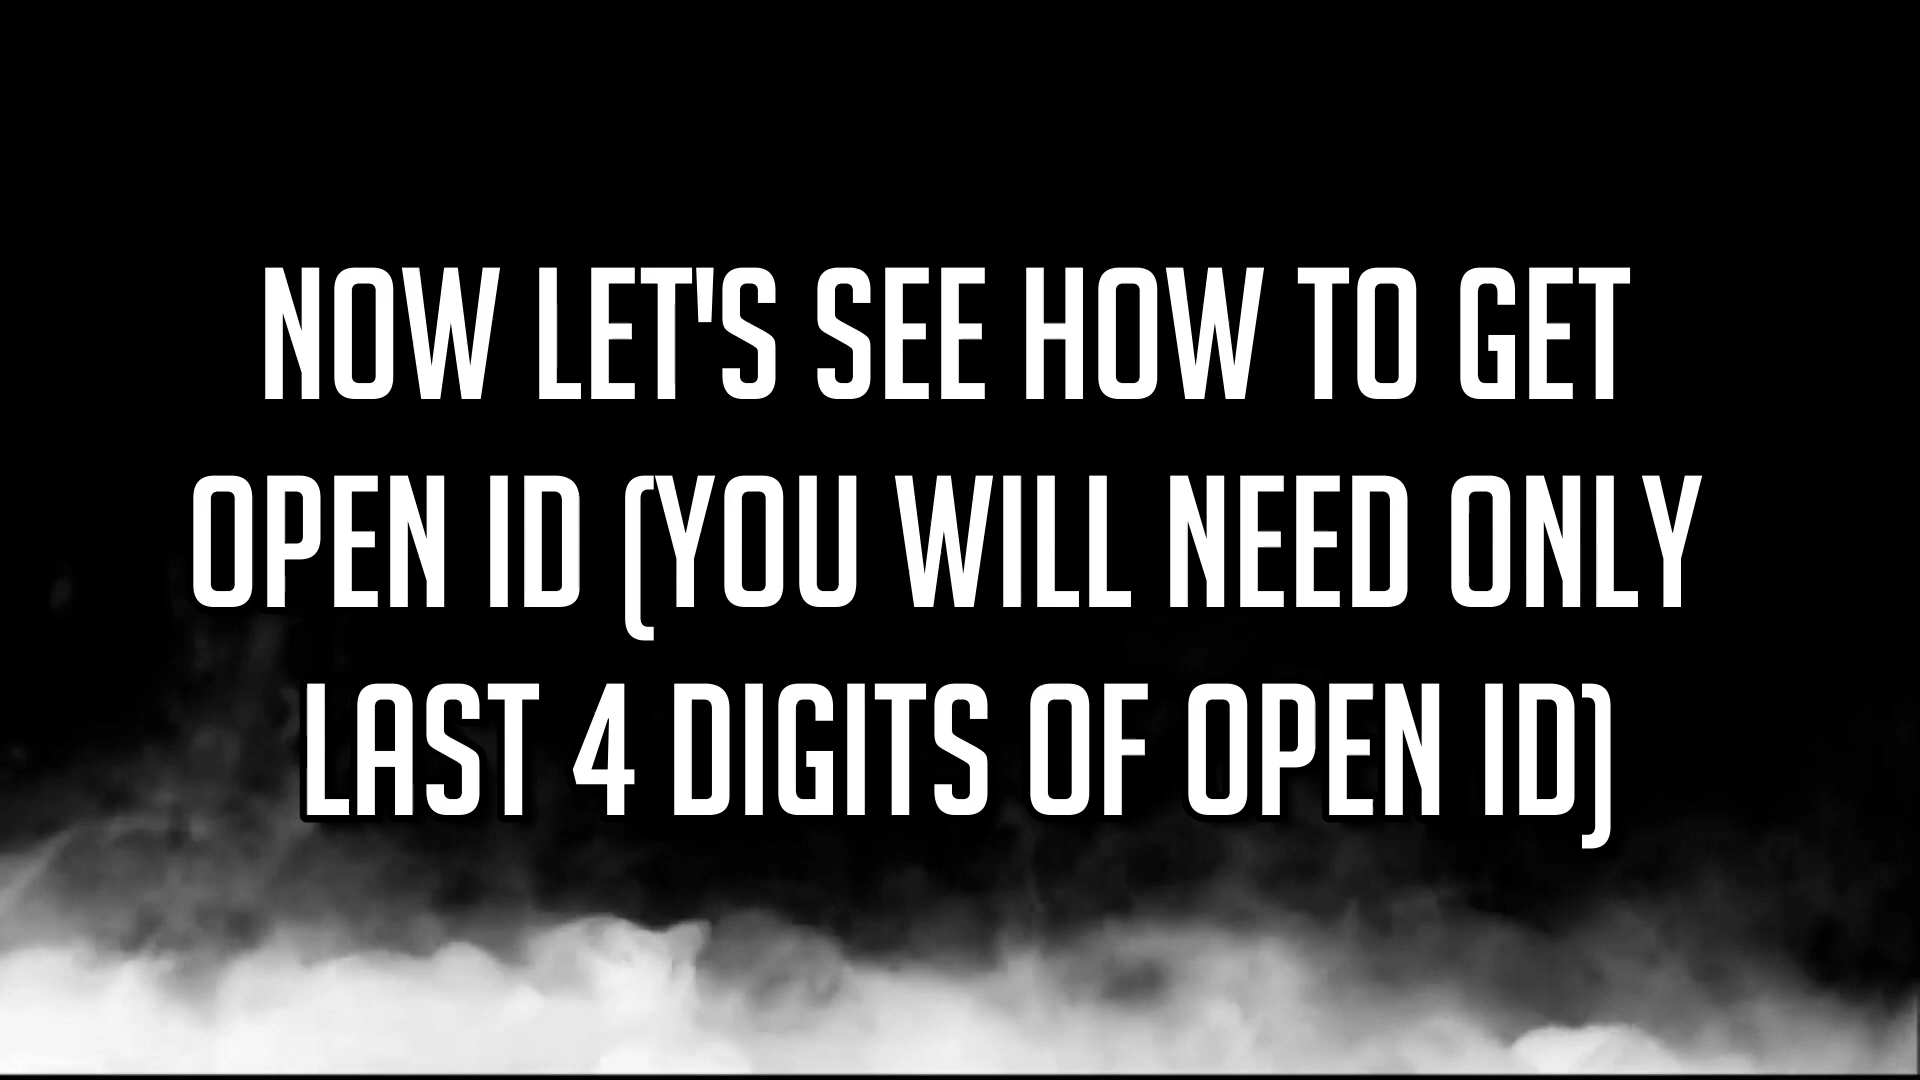 NOW LET'S SEE HOW TO GET
OPEN ID (YOU WILL NEED ONLY
LAST 4 DIGITS OF OPEN ID)